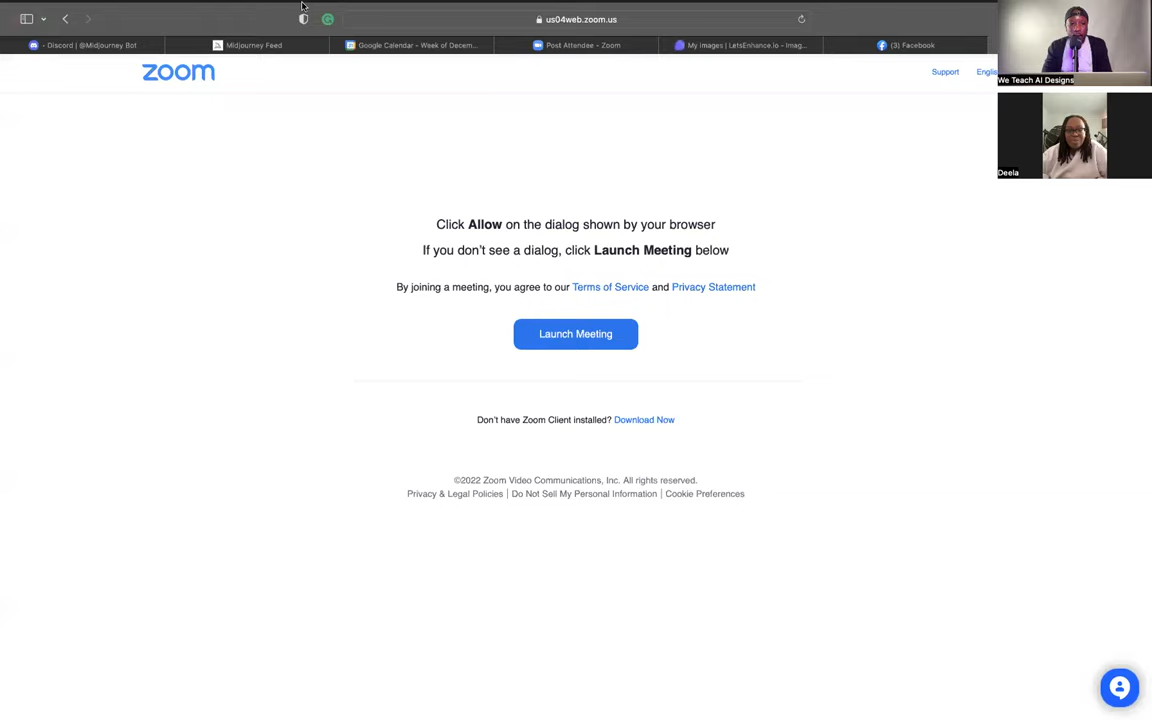 us04web.zoom.us
- Discord | @Midjourney Bot
Midjourney Feed
Google Calendar - Week of Decem...
Post Attendee - Zoom
My images | LetsEnhance.io - Imag...
(3) Facebook
zoom
Support
Englis
We Teach AI Designs
Deela
Click Allow on the dialog shown by your browser
If you don't see a dialog, click Launch Meeting below
By joining a meeting, you agree to our Terms of Service and Privacy Statement
Launch Meeting
Don't have Zoom Client installed? Download Now
©2022 Zoom Video Communications, Inc. All rights reserved.
Privacy & Legal Policies | Do Not Sell My Personal Information | Cookie Preferences